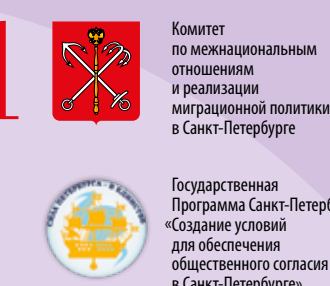 Комитет
по межнациональным
отношениям
и реализации
миграционной политики
в Санкт-Петербурге
Государственная
Программа Санкт-Петерб
«Создание условий
для обеспечения
общественного согласия
в Санкт-Петербурге»